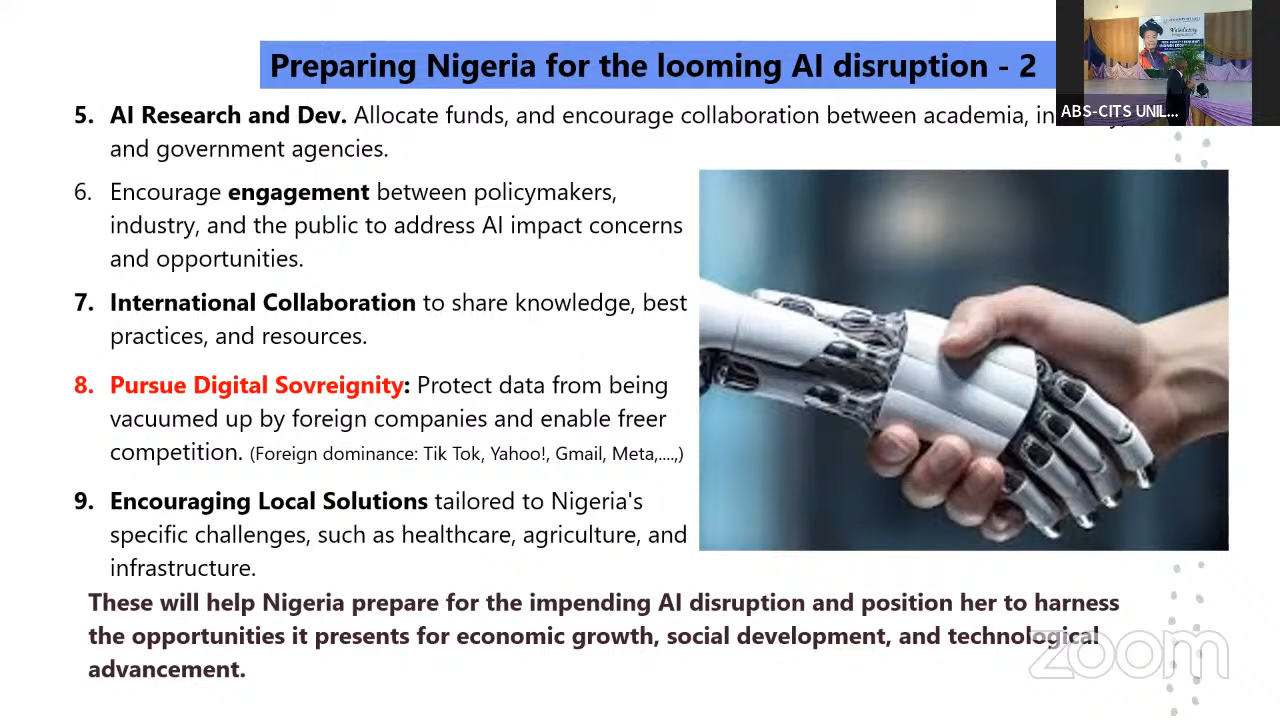 Preparing Nigeria for the looming AI disruption - 2
ABS-CITS UNIL...
5. AI Research and Dev. Allocate funds, and encourage collaboration between academia,
and government agencies.
6. Encourage engagement between policymakers,
industry, and the public to address AI impact concerns
and opportunities.
7. International Collaboration to share knowledge, best
practices, and resources.
8. Pursue Digital Sovreignity: Protect data from being
vacuumed up by foreign companies and enable freer
competition. (Foreign dominance: Tik Tok, Yahoo!, Gmail, Meta,....,)
9. Encouraging Local Solutions tailored to Nigeria's
specific challenges, such as healthcare, agriculture, and
infrastructure.
These will help Nigeria prepare for the impending AI disruption and position her to harness
the opportunities it presents for economic growth, social development, and technological
advancement.
zoom